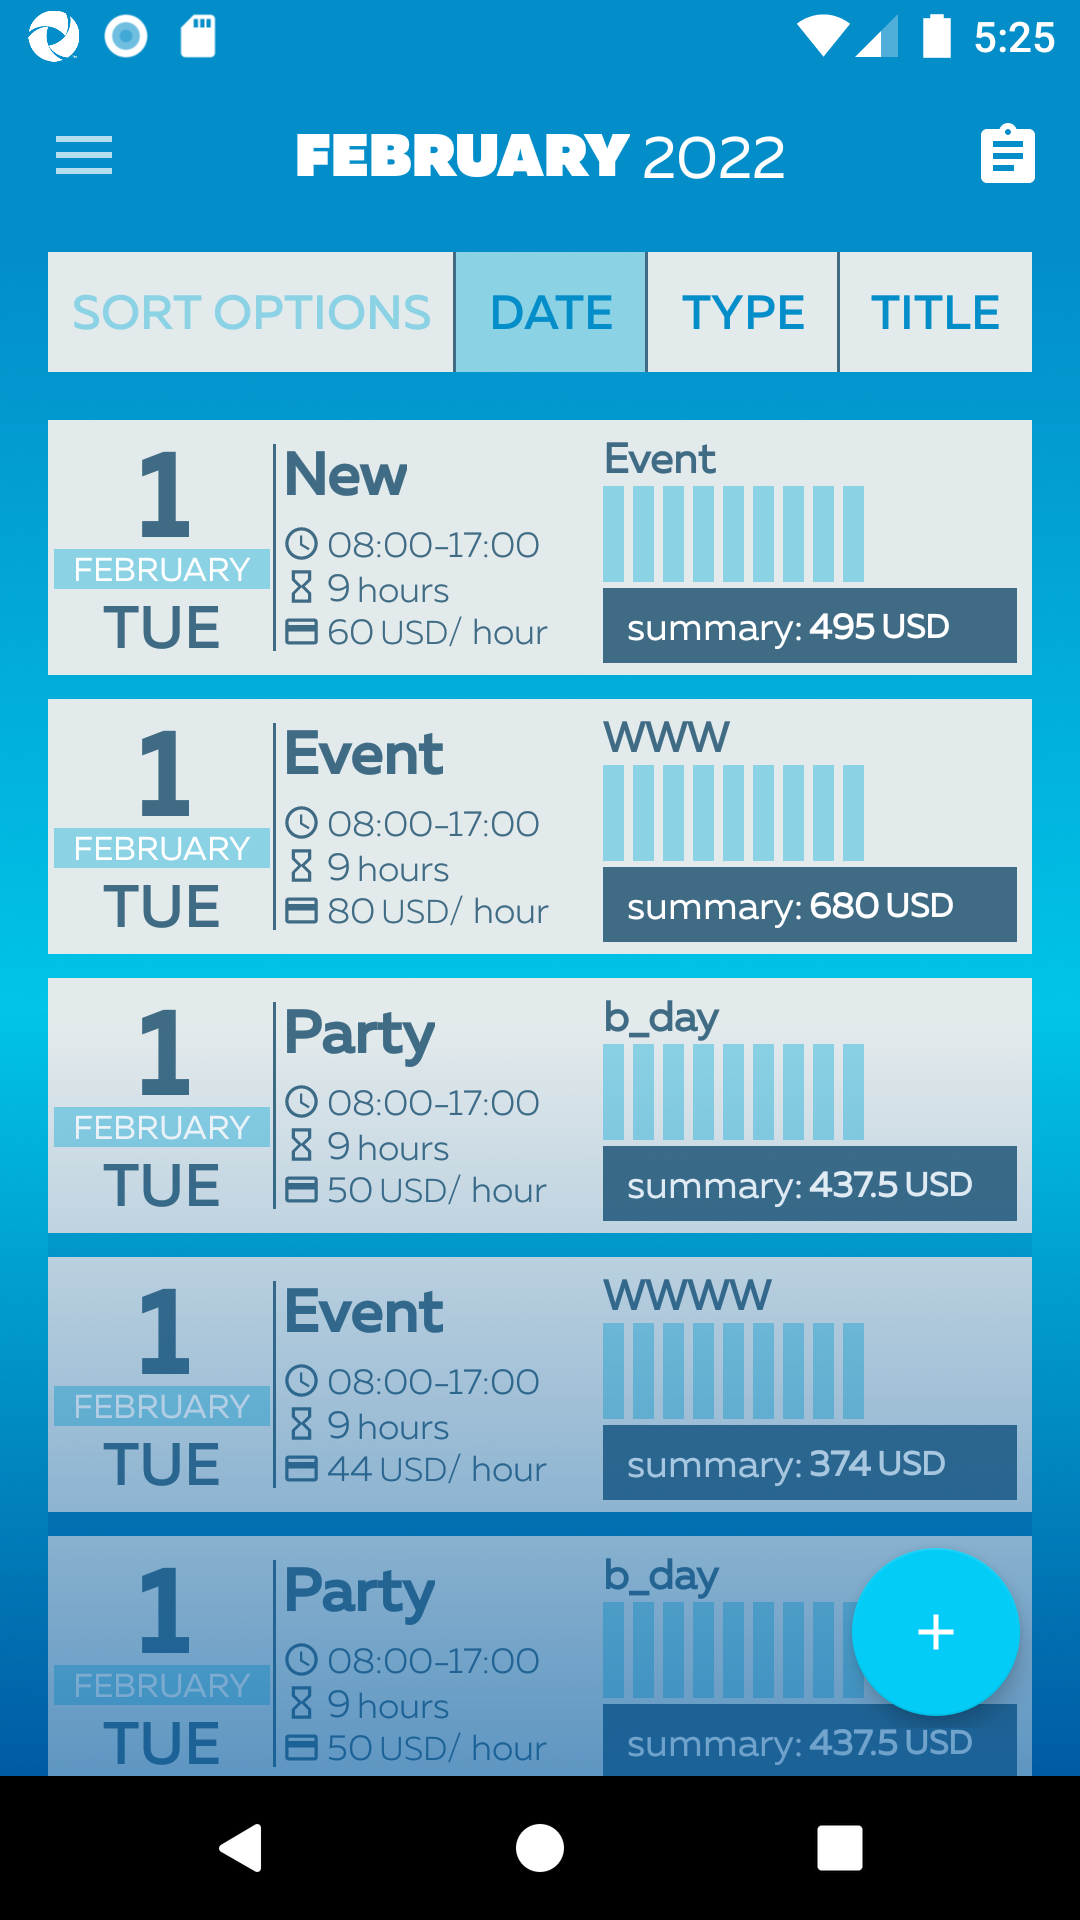 5:25
FEBRUARY 2022
SORT OPTIONS DATE TYPE TITLE
1
FEBRUARY
TUE
New
08:00-17:00
9 hours
60 USD/ hour
Event
summary: 495 USD
1
FEBRUARY
TUE
Event
08:00-17:00
9 hours
80 USD/ hour
WWW
summary: 680 USD
1
FEBRUARY
TUE
Party
08:00-17:00
9 hours
50 USD/ hour
b_day
summary: 437.5 USD
1
FEBRUARY
TUE
Event
08:00-17:00
9 hours
44 USD/ hour
WWWW
summary: 374 USD
1
FEBRUARY
TUE
Party
08:00-17:00
9 hours
50 USD/ hour
b_day
summary: 437.5 USD